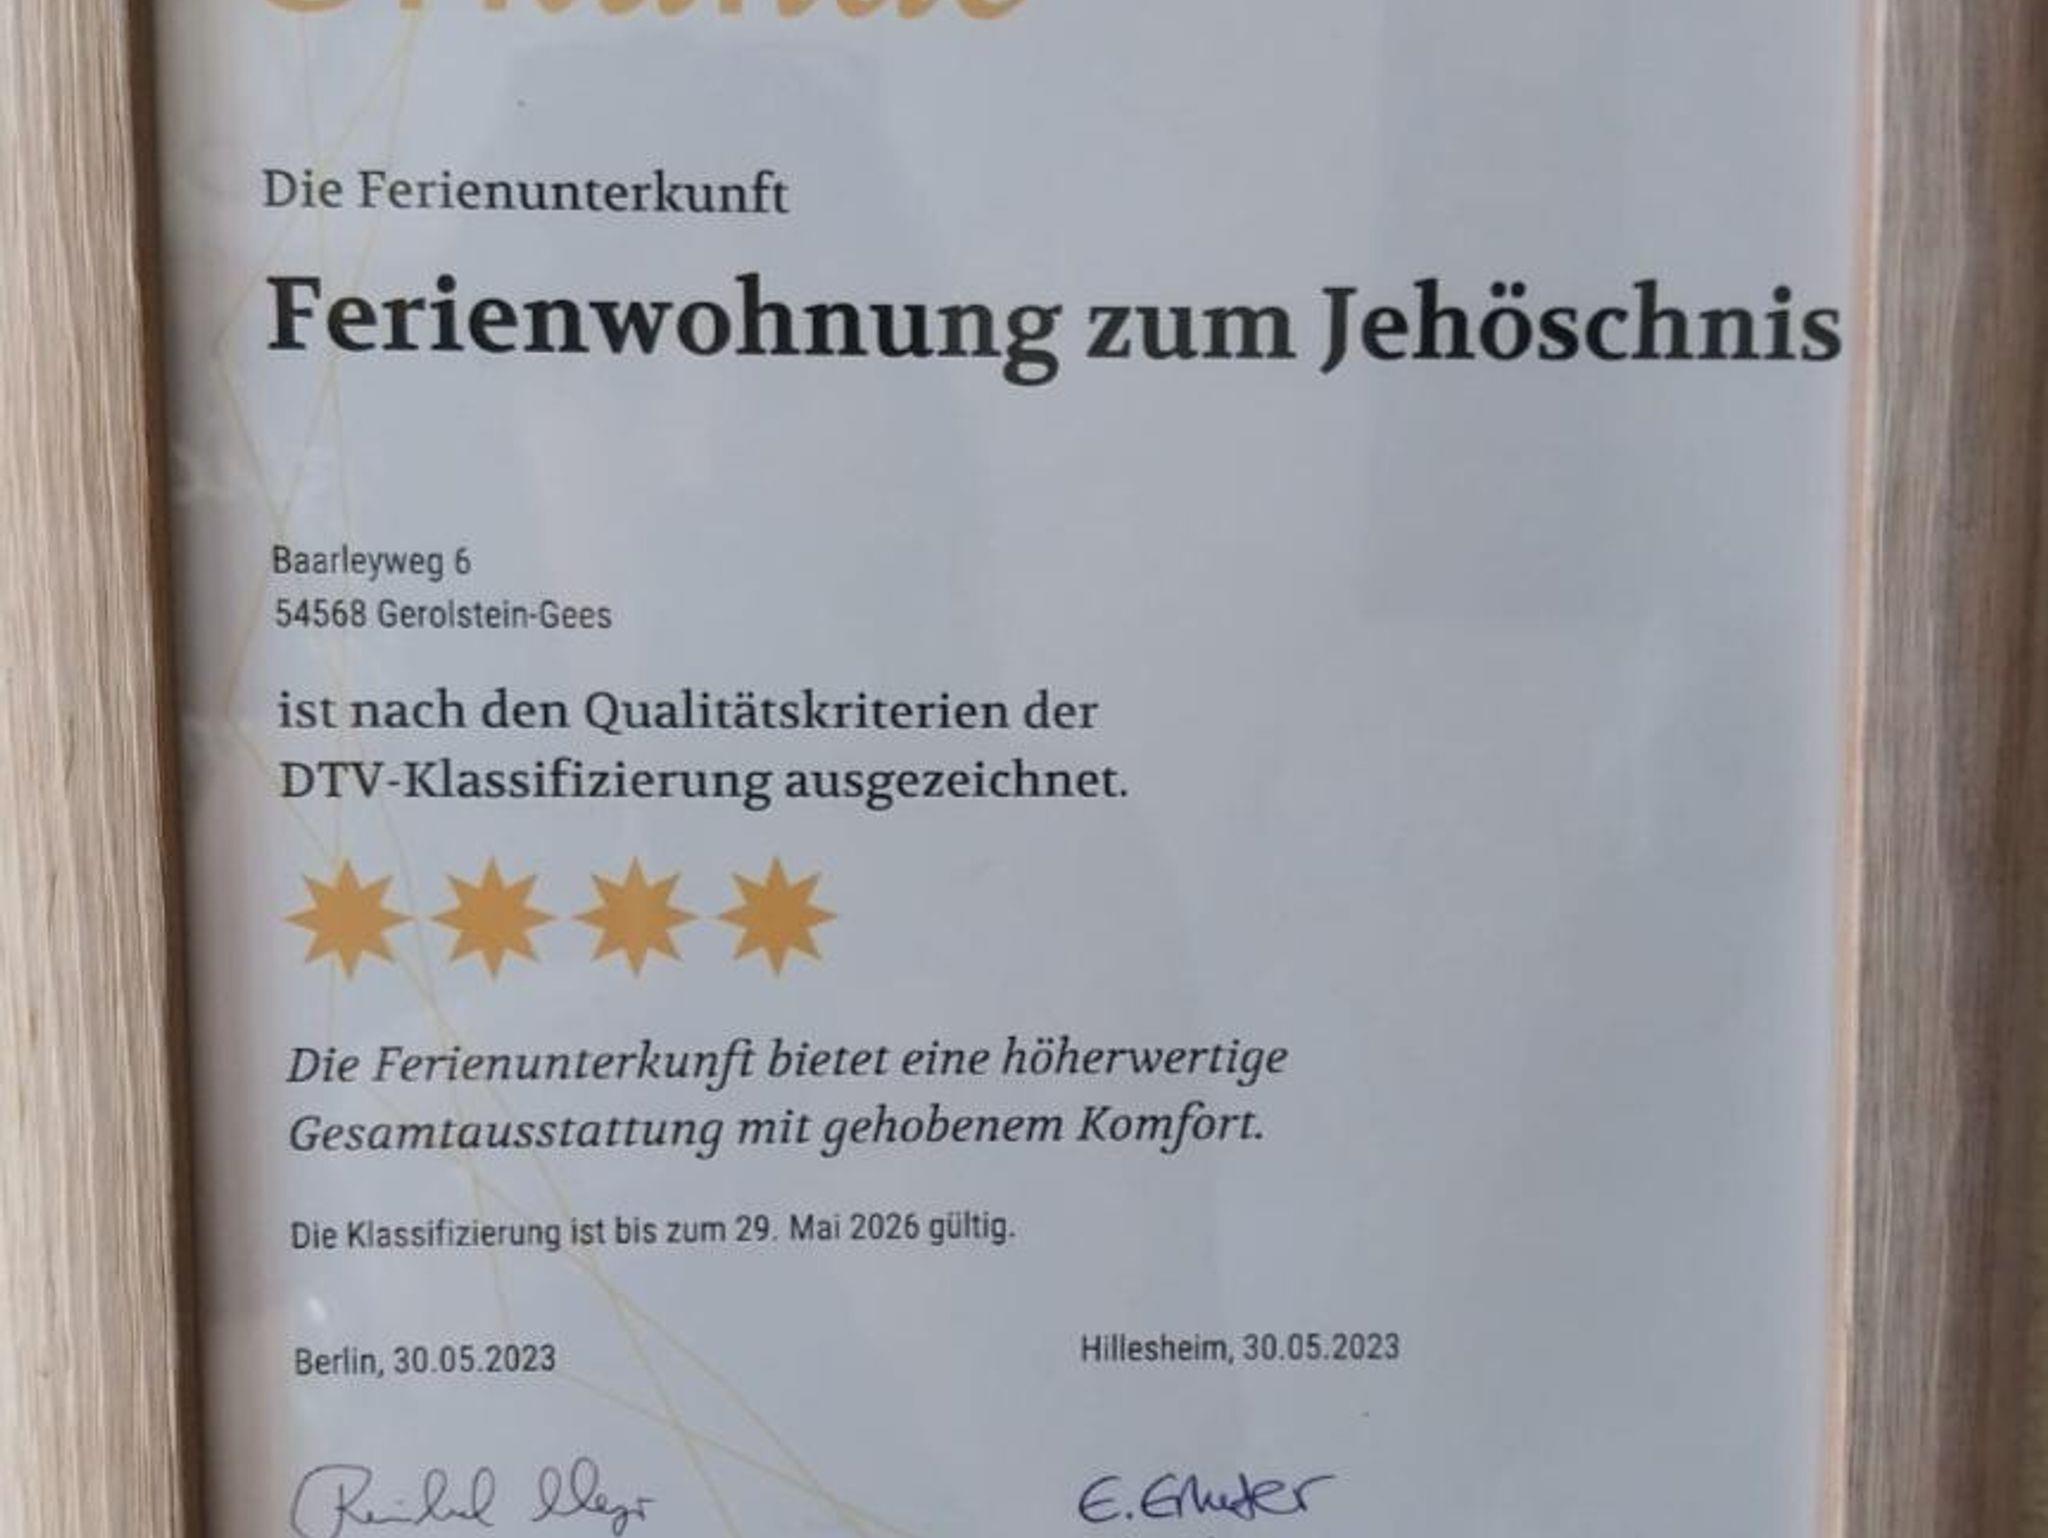 Urkunde
Die Ferienunterkunft
Ferienwohnung zum Jehöschnis
Baarleyweg 6
54568 Gerolstein-Gees
ist nach den Qualitätskriterien der
DTV-Klassifizierung ausgezeichnet.
Die Ferienunterkunft bietet eine höherwertige
Gesamtausstattung mit gehobenem Komfort.
Die Klassifizierung ist bis zum 29. Mai 2026 gültig.
Berlin, 30.05.2023
Hillesheim, 30.05.2023